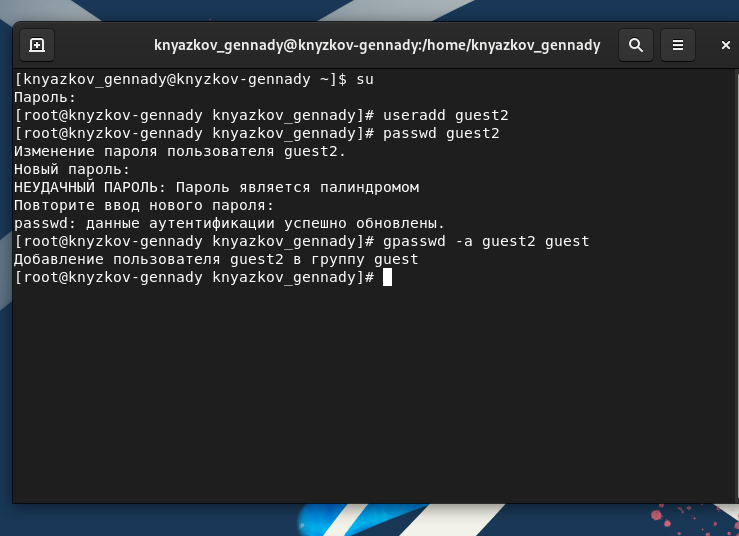 knyazkov_gennady@knyzkov-gennady:/home/knyazkov_gennady
[knyazkov_gennady@knyzkov-gennady ~]$ su
Пароль:
[root@knyzkov-gennady knyazkov_gennady]# useradd guest2
[root@knyzkov-gennady knyazkov_gennady]# passwd guest2
Изменение пароля пользователя guest2.
Новый пароль:
НЕУДАЧНЫЙ ПАРОЛЬ: Пароль является палиндромом
Повторите ввод нового пароля:
passwd: данные аутентификации успешно обновлены.
[root@knyzkov-gennady knyazkov_gennady]# gpasswd -a guest2 guest
Добавление пользователя guest2 в группу guest
[root@knyzkov-gennady knyazkov_gennady]#